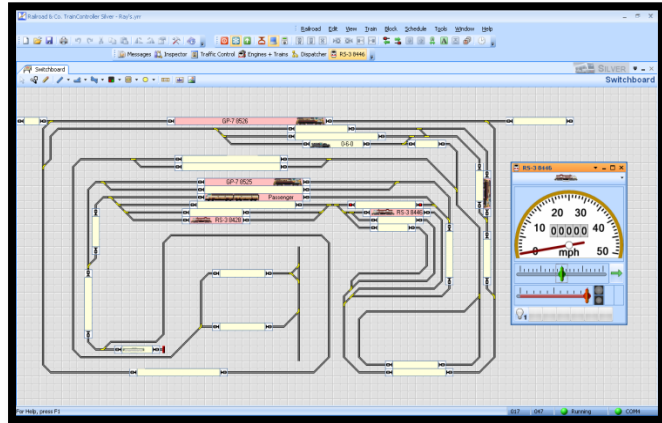 Railroad & Co. TrainController Silver - Ray's.yrr
Railroad Edit View Train Block Schedule Tools Window Help
Messages Inspector Traffic Control Engines + Trains Dispatcher RS-3 8446
Switchboard
SILVER
Switchboard
GP-7 8526
0-6-0
GP-7 8525
Passenger
RS-3 8428
RS-3 8446
RS-3 8446
10 20 30 40
00000
0 mph 50
1
For Help, press F1
Running